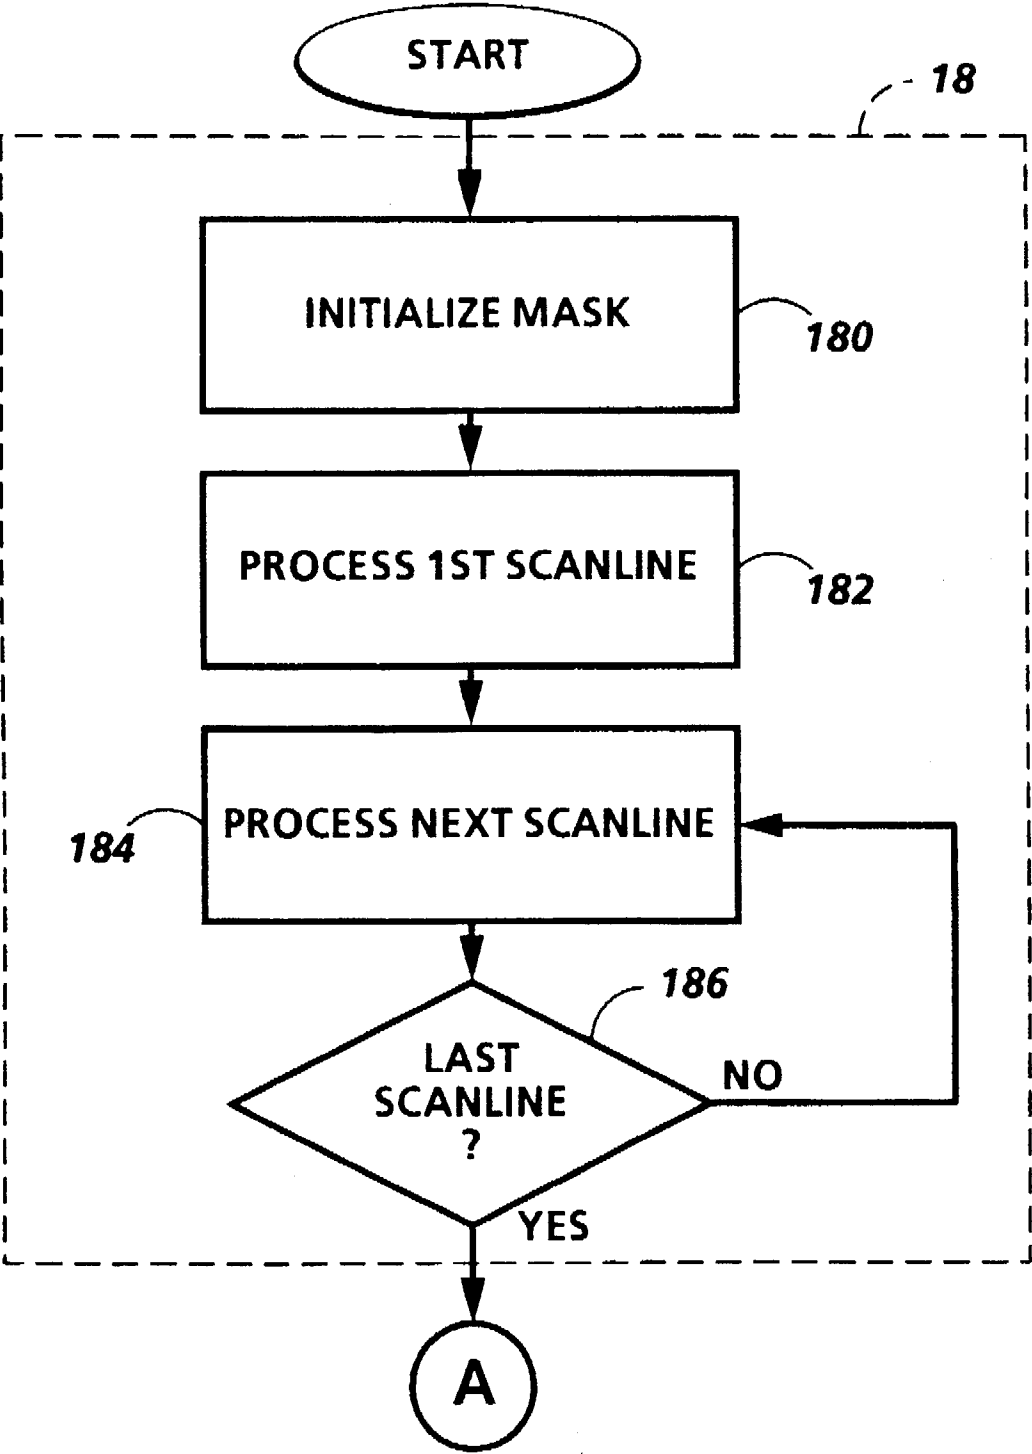 START
18
INITIALIZE MASK
180
PROCESS 1ST SCANLINE
182
PROCESS NEXT SCANLINE
184
186
LAST
SCANLINE
?
NO
YES
A